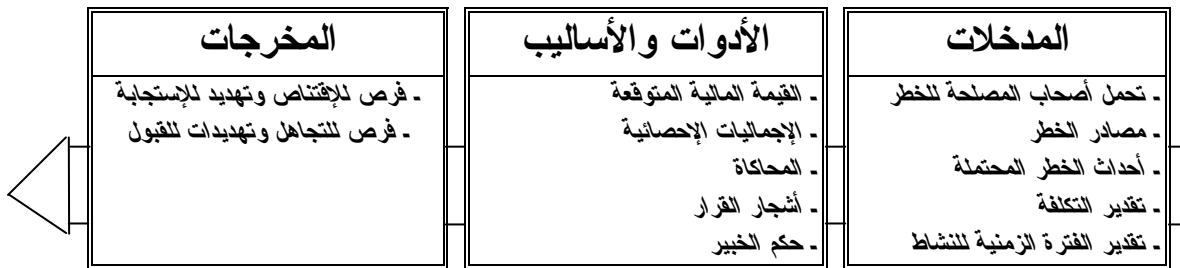 المدخلات
ـ تحمل أصحاب المصلحة للخطر
ـ مصادر الخطر
ـ أحداث الخطر المحتملة
ـ تقدير التكلفة
ـ تقدير الفترة الزمنية للنشاط
الأدوات والأساليب
ـ القيمة المالية المتوقعة
ـ الإجماليات الإحصائية
ـ المحاكاة
ـ أشجار القرار
ـ حكم الخبير
المخرجات
ـ فرص للإقتناص وتهديد للإستجابة
ـ فرص للتجاهل وتهديدات للقبول